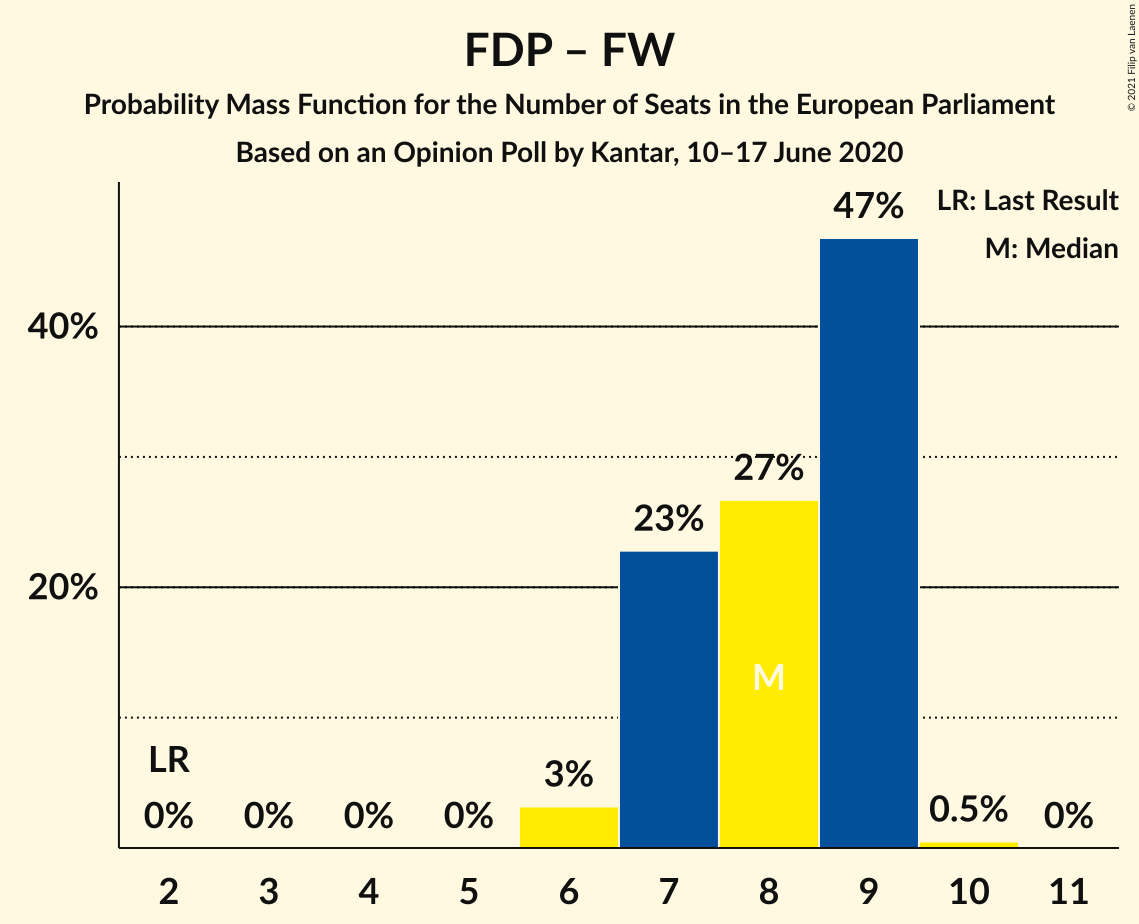 FDP – FW
Probability Mass Function for the Number of Seats in the European Parliament
Based on an Opinion Poll by Kantar, 10–17 June 2020
© 2021 Filip van Laenen
LR: Last Result
M: Median
47%
40%
27%
23%
20%
M
LR
3%
0% 0% 0% 0% 0.5% 0%
2 3 4 5 6 7 8 9 10 11